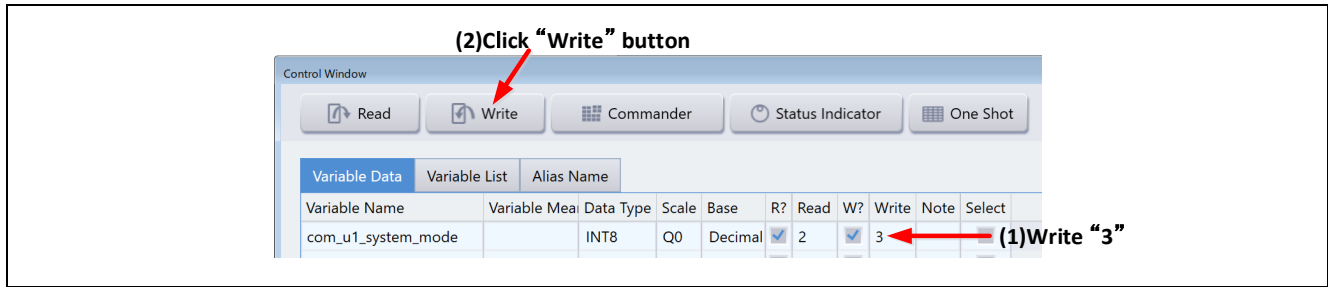 (2)Click “Write” button
Control Window
Read Write Commander Status Indicator One Shot
Variable Data Variable List Alias Name
Variable Name Variable Mea Data Type Scale Base R? Read W? Write Note Select
com_u1_system_mode INT8 Q0 Decimal 2 3
(1)Write “3”